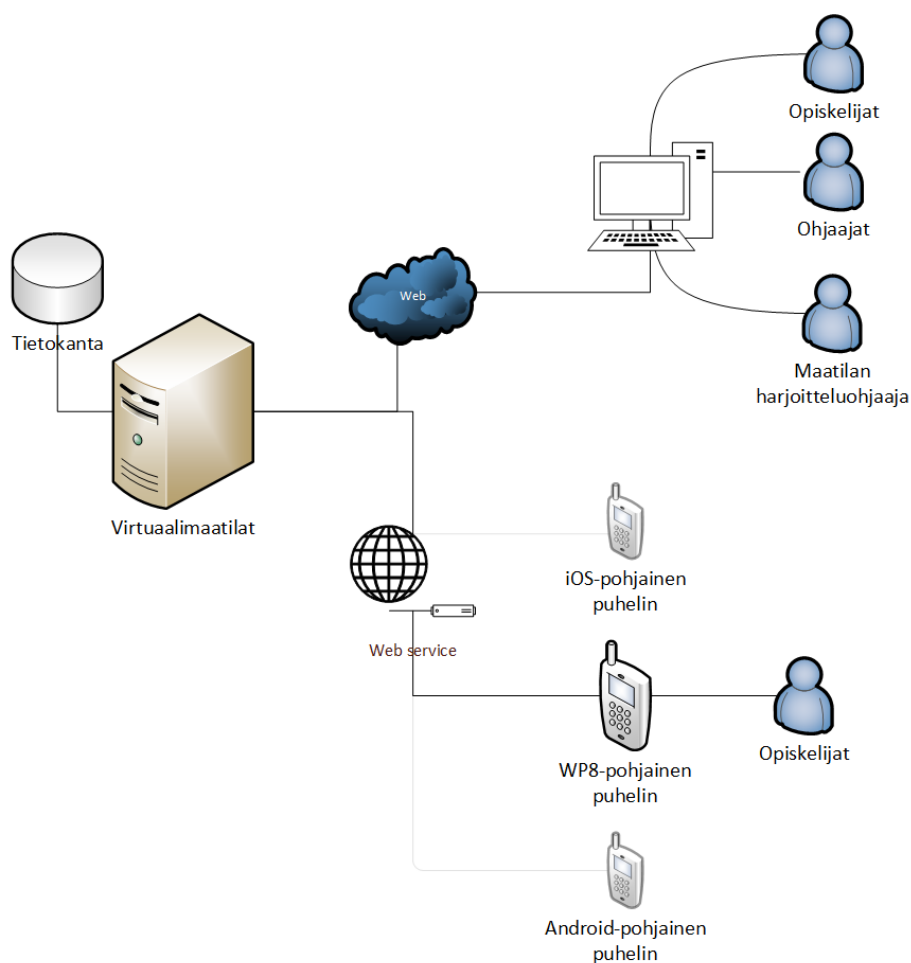 Opiskelijat
Ohjaajat
Web
Tietokanta
Maatilan
harjoitteluohjaaja
Virtuaalimaatilat
iOS-pohjainen
puhelin
Web service
WP8-pohjainen
puhelin
Opiskelijat
Android-pohjainen
puhelin